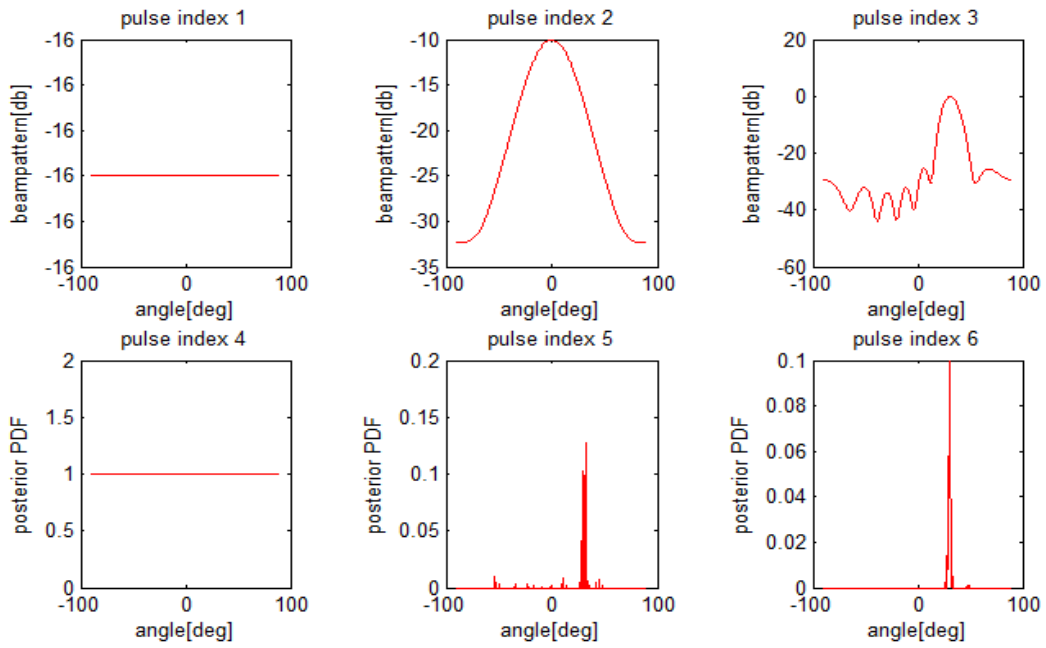 pulse index 1
-16
-16
-16
-16
-16
-16
-100 0 100
beampattern[db]
angle[deg]
pulse index 2
-10
-15
-20
-25
-30
-35
-100 0 100
beampattern[db]
angle[deg]
pulse index 3
20
0
-20
-40
-60
-100 0 100
beampattern[db]
angle[deg]
pulse index 4
2
1.5
1
0.5
0
-100 0 100
posterior PDF
angle[deg]
pulse index 5
0.2
0.15
0.1
0.05
0
-100 0 100
posterior PDF
angle[deg]
pulse index 6
0.1
0.08
0.06
0.04
0.02
0
-100 0 100
posterior PDF
angle[deg]